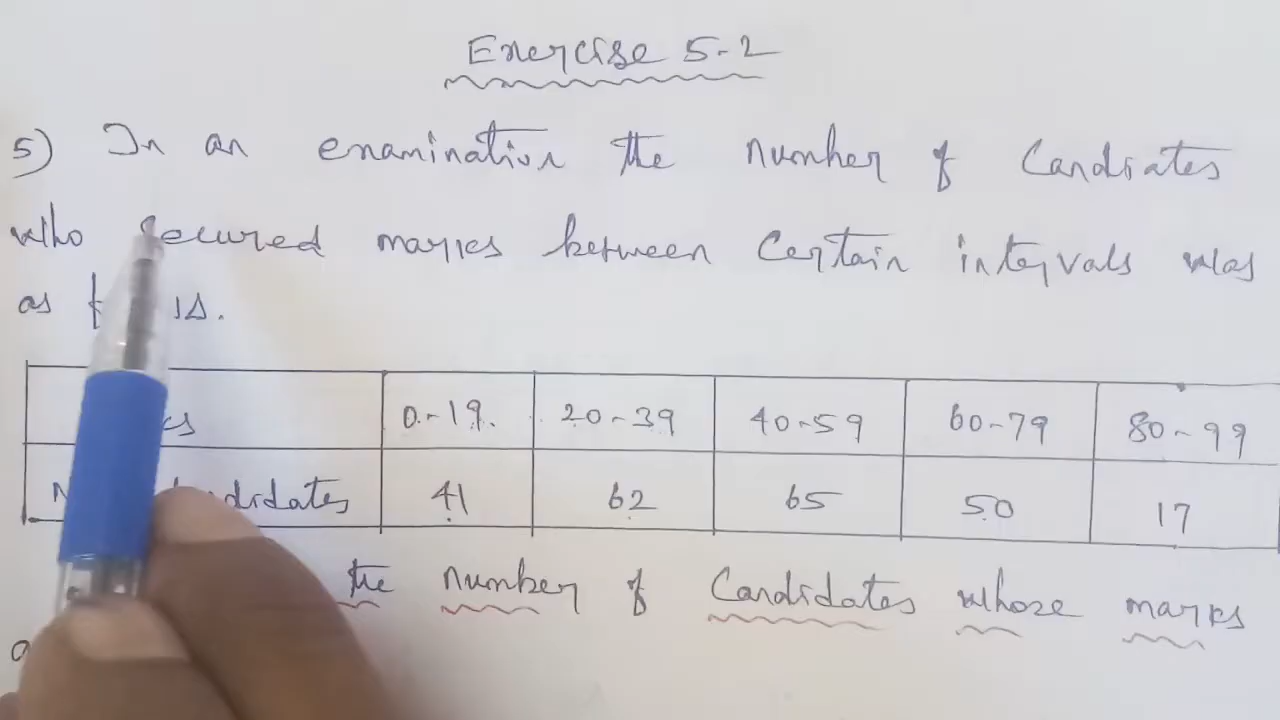 Exercise 5.2
5) In an examination the number of Candiates
who secured marks between Certain intervals was
as
0-19. 20-39 40-59 60-79 80-99
41 62 65 50 17
the number of Candidates whose marks